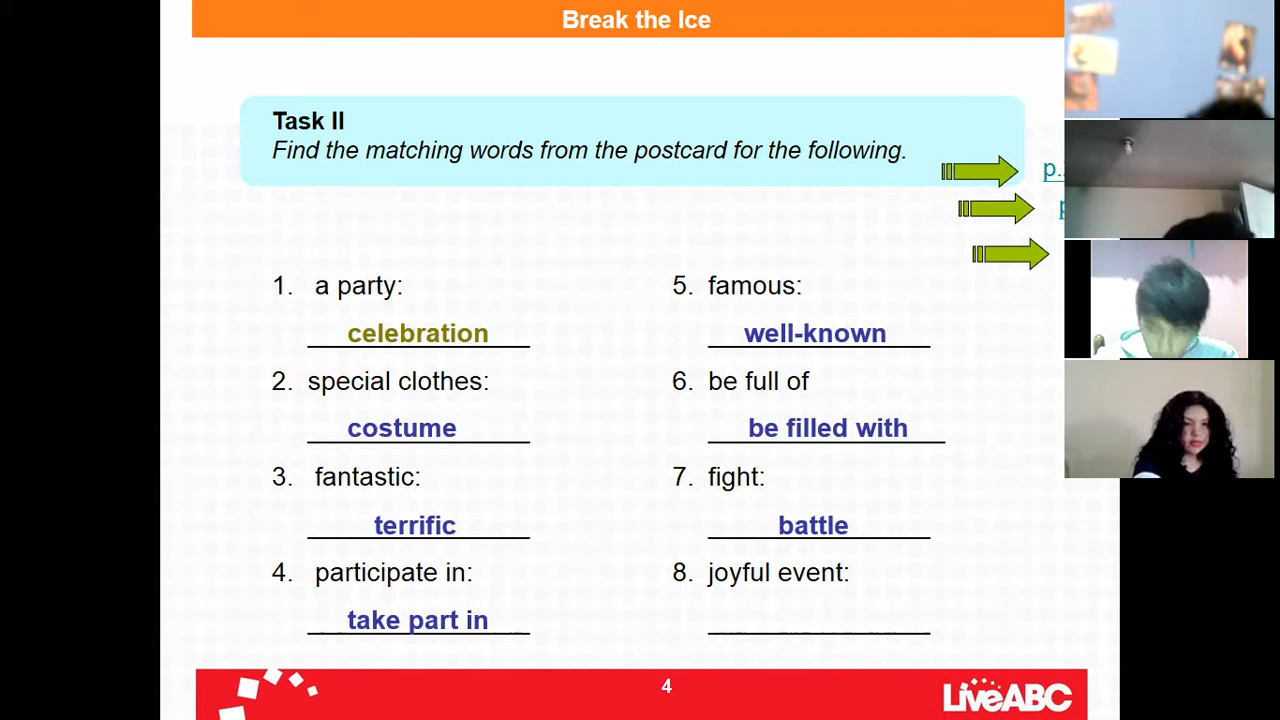 Break the Ice
Task II
Find the matching words from the postcard for the following.
p.
p
1. a party:
celebration
2. special clothes:
costume
3. fantastic:
terrific
4. participate in:
take part in
5. famous:
well-known
6. be full of
be filled with
7. fight:
battle
8. joyful event:
4
LiveABC